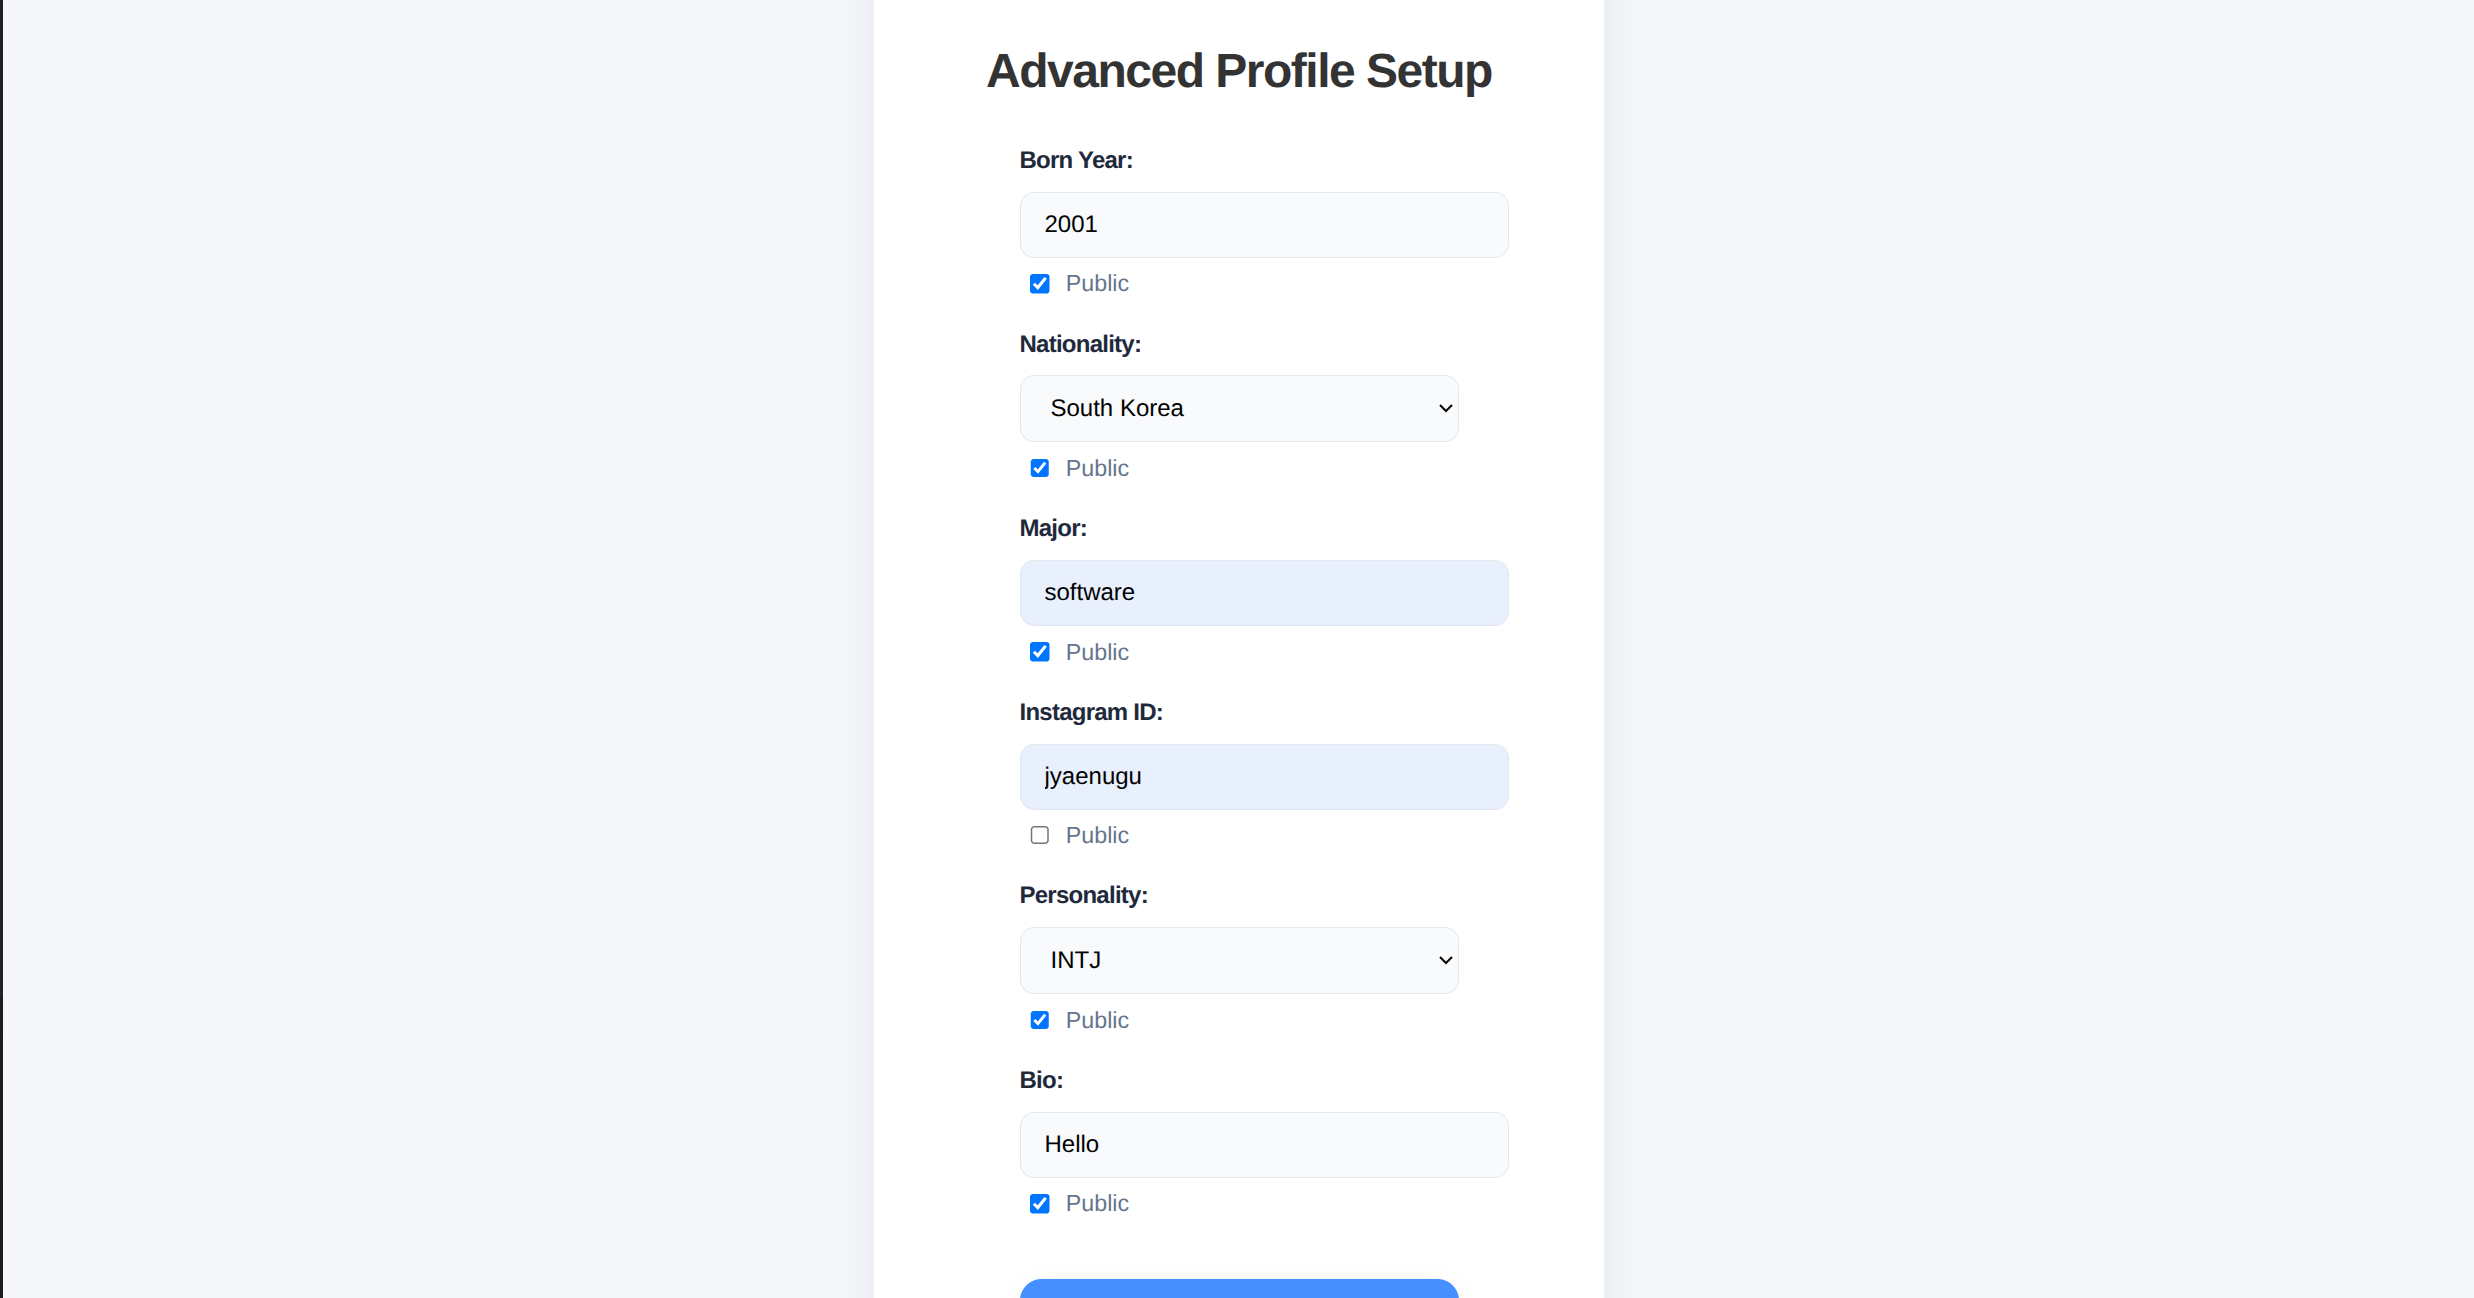 Advanced Profile Setup
Born Year:
2001
Public
Nationality:
South Korea
Public
Major:
software
Public
Instagram ID:
jyaenugu
Public
Personality:
INTJ
Public
Bio:
Hello
Public